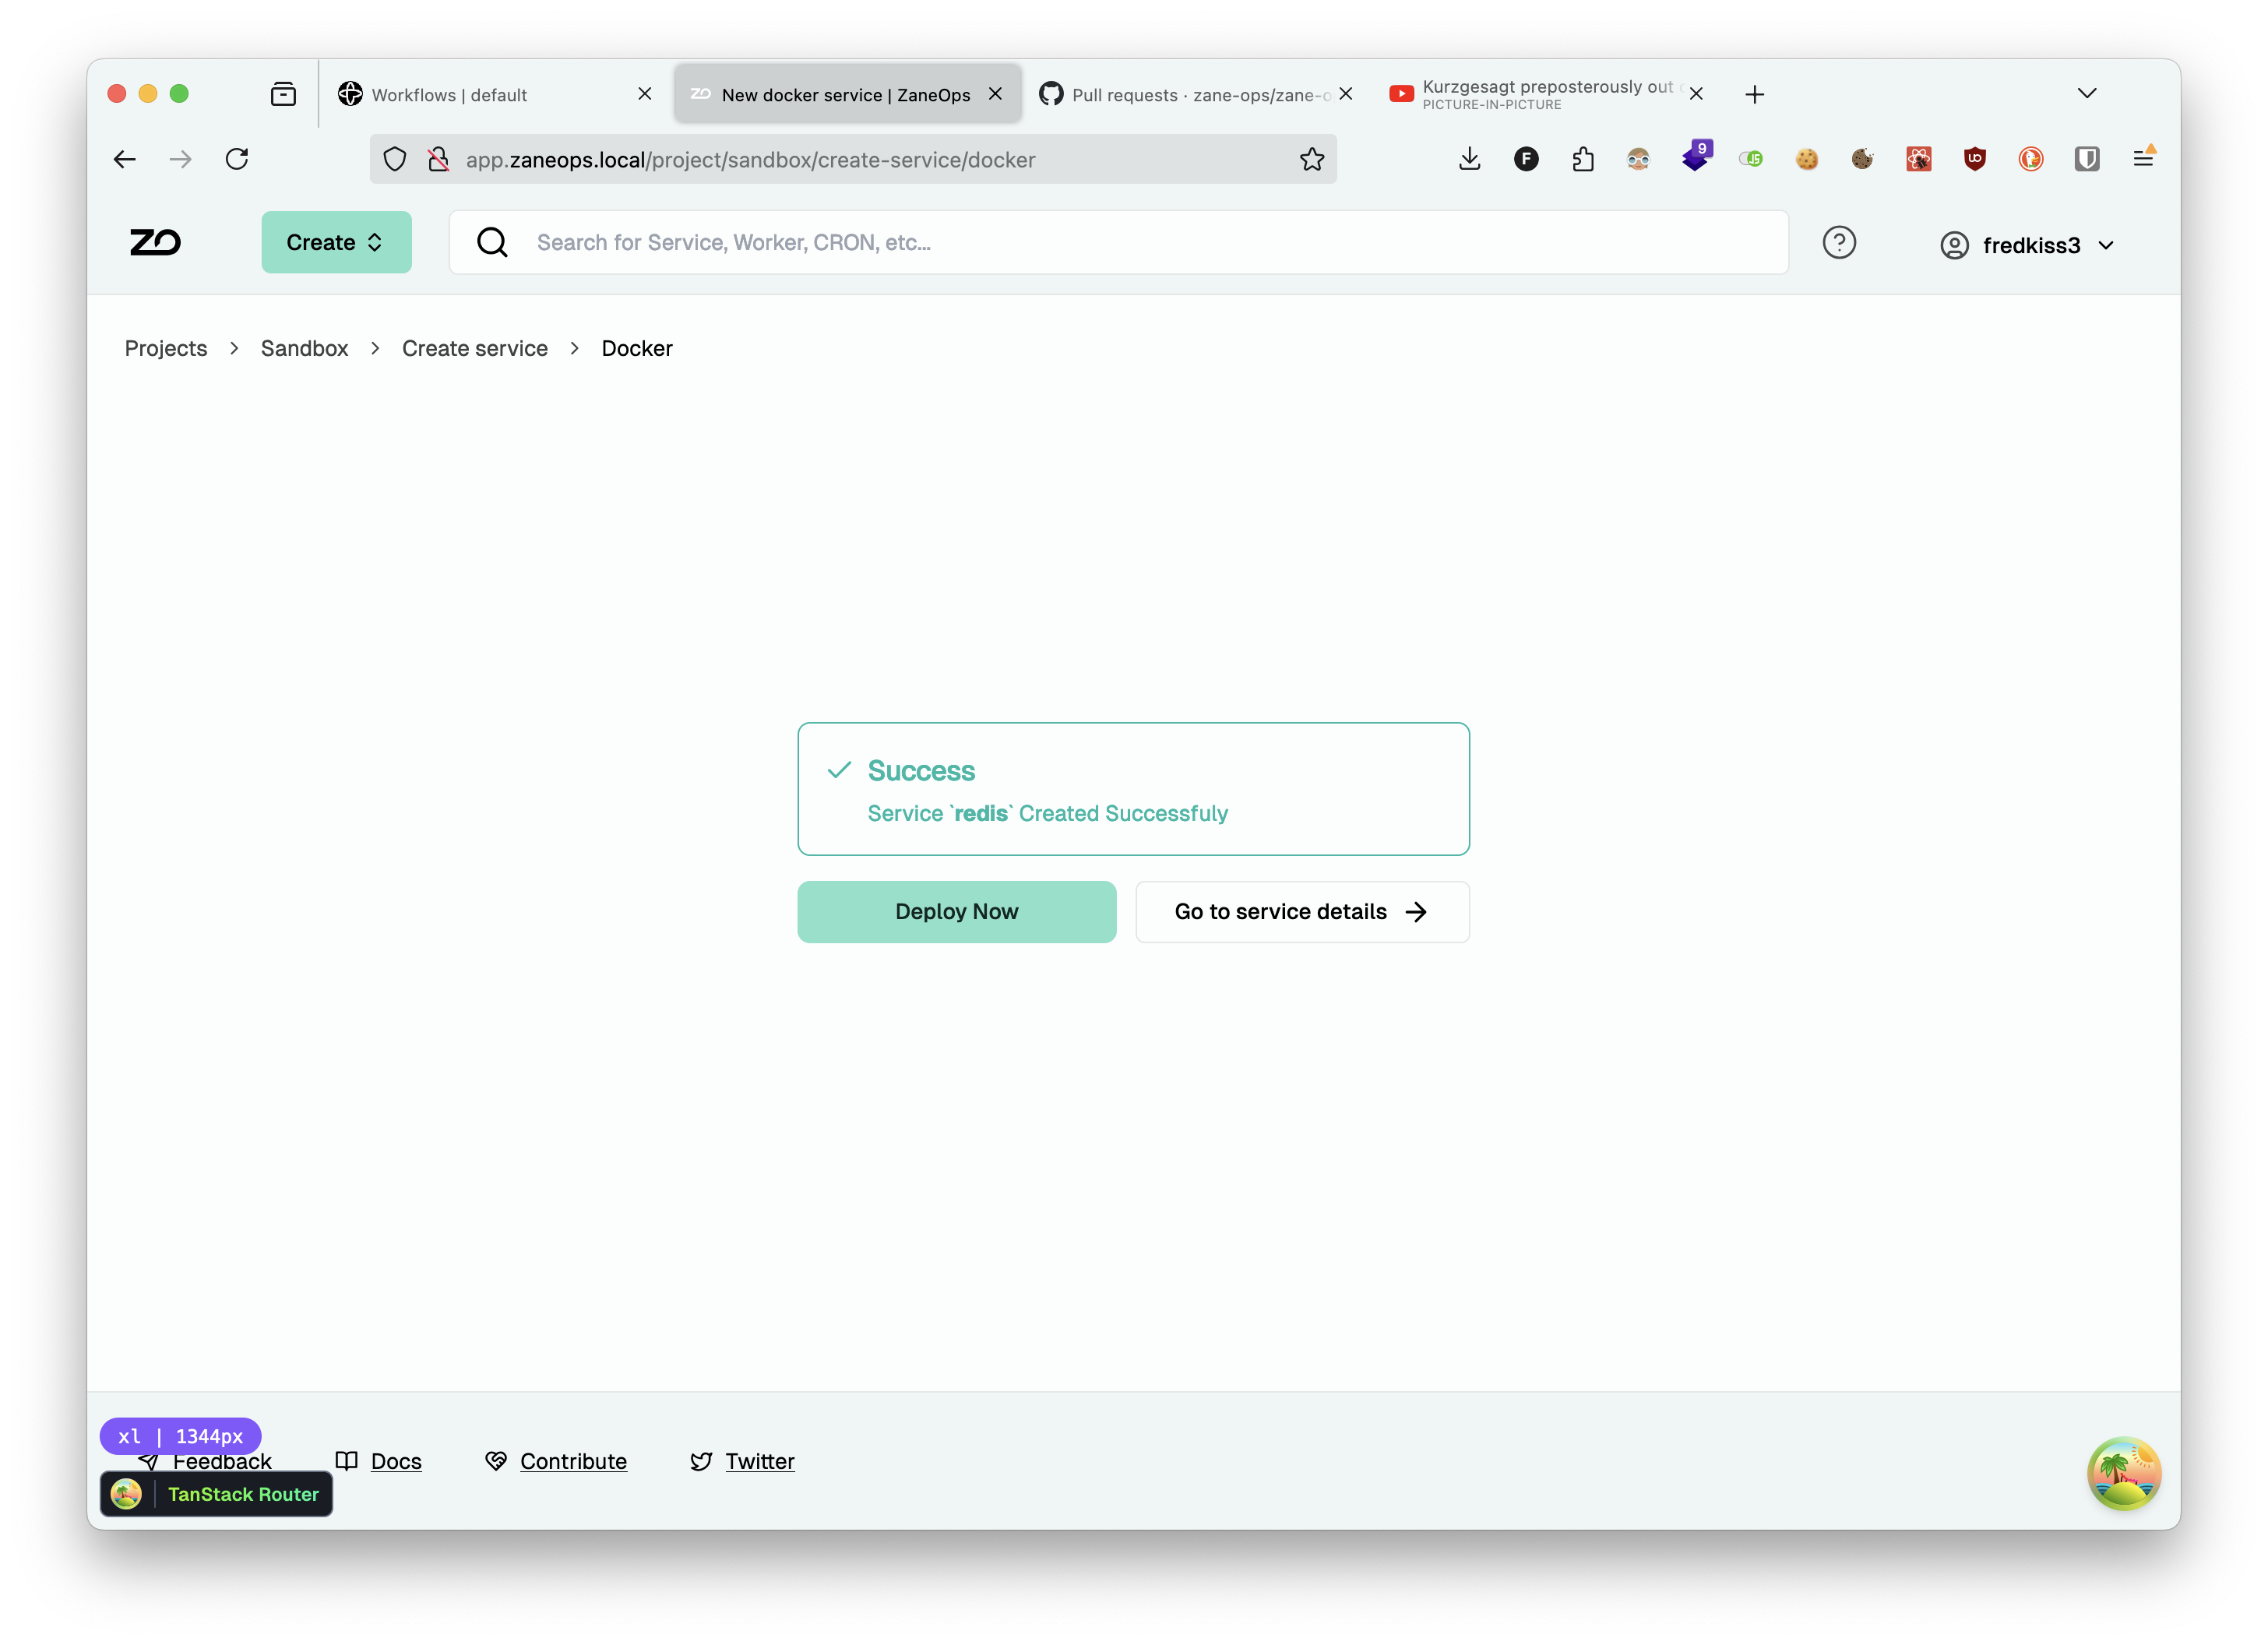 Workflows | default
New docker service | ZaneOps
Pull requests · zane-ops/zane-o
Kurzgesagt preposterously out
PICTURE-IN-PICTURE
app.zaneops.local/project/sandbox/create-service/docker
F
9
JS
UO
ZO
Create
Search for Service, Worker, CRON, etc...
?
fredkiss3
Projects
Sandbox
Create service
Docker
Success
Service `redis` Created Successfuly
Deploy Now
Go to service details
xl | 1344px
Feedback
Docs
Contribute
Twitter
TanStack Router